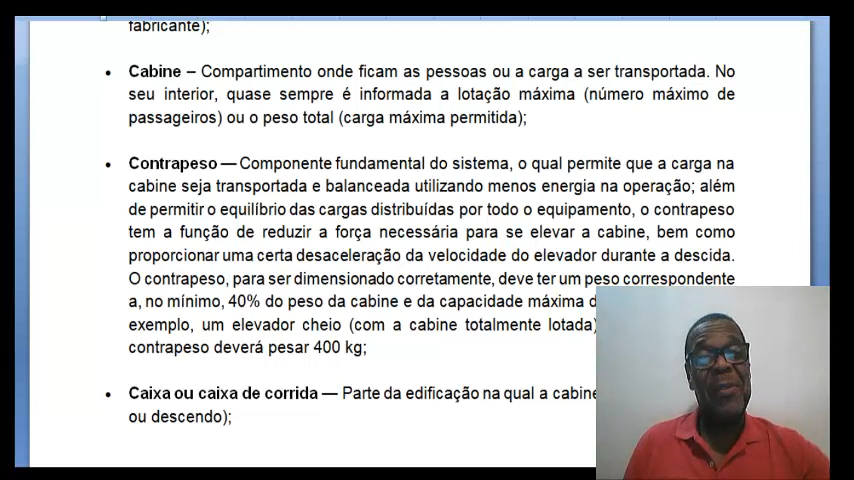 fabricante);
• Cabine – Compartimento onde ficam as pessoas ou a carga a ser transportada. No
seu interior, quase sempre é informada a lotação máxima (número máximo de
passageiros) ou o peso total (carga máxima permitida);
• Contrapeso — Componente fundamental do sistema, o qual permite que a carga na
cabine seja transportada e balanceada utilizando menos energia na operação; além
de permitir o equilíbrio das cargas distribuídas por todo o equipamento, o contrapeso
tem a função de reduzir a força necessária para se elevar a cabine, bem como
proporcionar uma certa desaceleração da velocidade do elevador durante a descida.
O contrapeso, para ser dimensionado corretamente, deve ter um peso correspondente
a, no mínimo, 40% do peso da cabine e da capacidade máxima
exemplo, um elevador cheio (com a cabine totalmente lotada)
contrapeso deverá pesar 400 kg;
• Caixa ou caixa de corrida — Parte da edificação na qual a cabine
ou descendo);